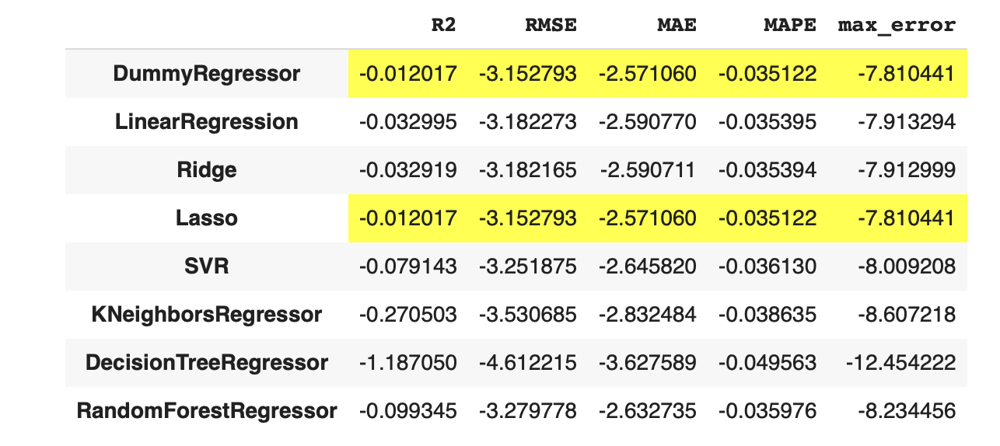 R2 RMSE MAE MAPE max_error
DummyRegressor -0.012017 -3.152793 -2.571060 -0.035122 -7.810441
LinearRegression -0.032995 -3.182273 -2.590770 -0.035395 -7.913294
Ridge -0.032919 -3.182165 -2.590711 -0.035394 -7.912999
Lasso -0.012017 -3.152793 -2.571060 -0.035122 -7.810441
SVR -0.079143 -3.251875 -2.645820 -0.036130 -8.009208
KNeighborsRegressor -0.270503 -3.530685 -2.832484 -0.038635 -8.607218
DecisionTreeRegressor -1.187050 -4.612215 -3.627589 -0.049563 -12.454222
RandomForestRegressor -0.099345 -3.279778 -2.632735 -0.035976 -8.234456